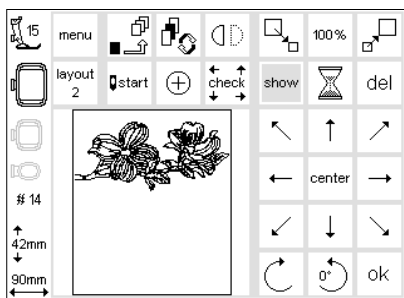 15
menu
100%
layout
2
start
check
show
del
# 14
center
42mm
90mm
0°
ok